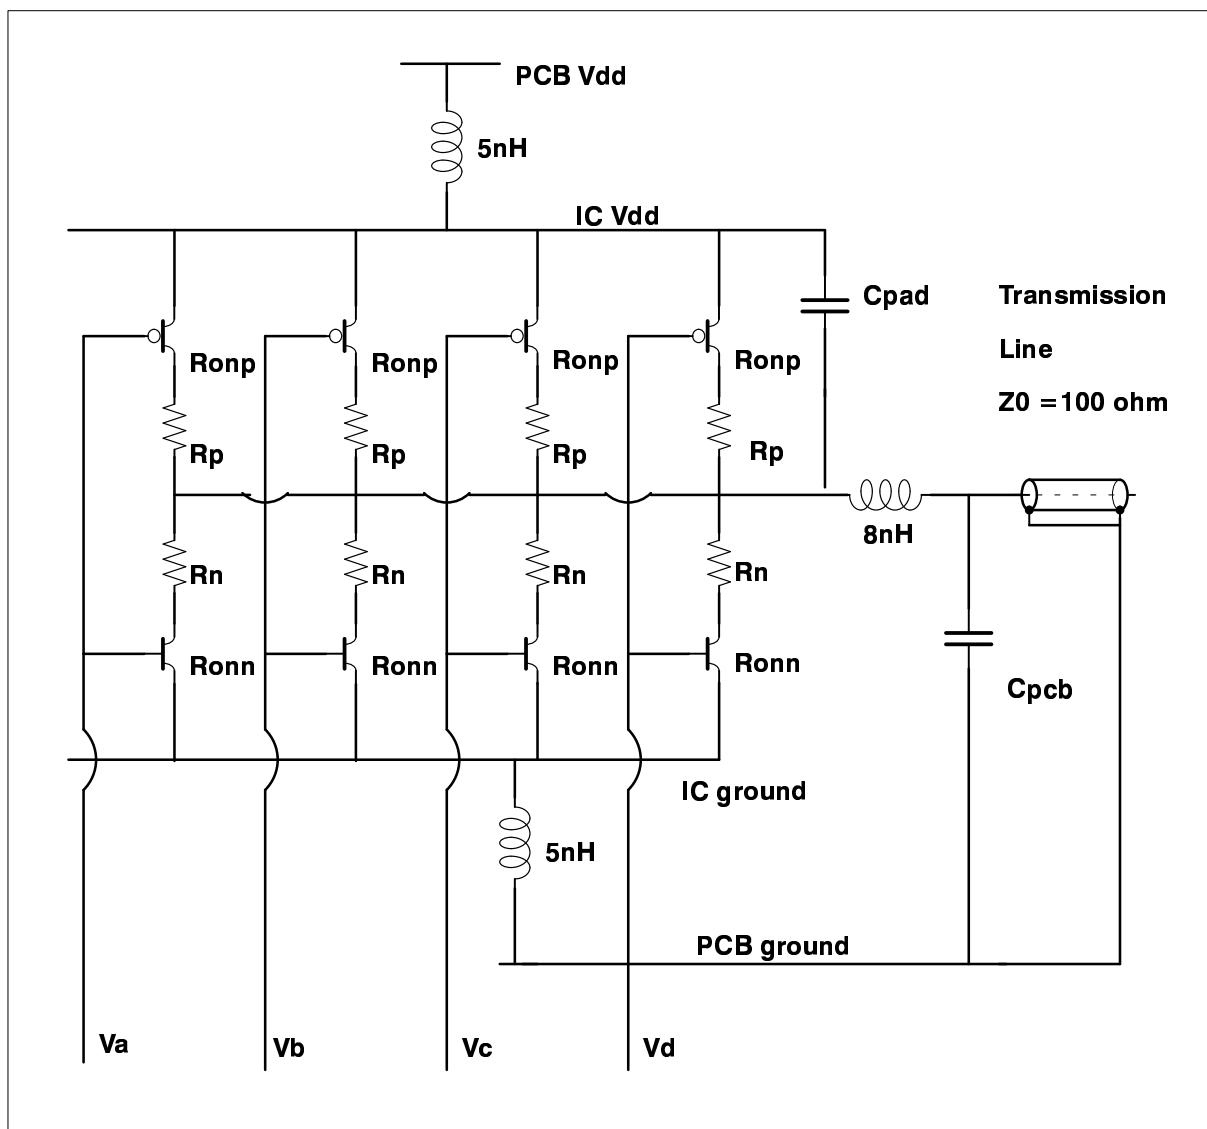 PCB Vdd
5nH
IC Vdd
Cpad
Transmission
Line
Z0 =100 ohm
Ronp
Ronp
Ronp
Ronp
Rp
Rp
Rp
Rp
8nH
Rn
Rn
Rn
Rn
Ronn
Ronn
Ronn
Ronn
Cpcb
IC ground
5nH
PCB ground
Va
Vb
Vc
Vd